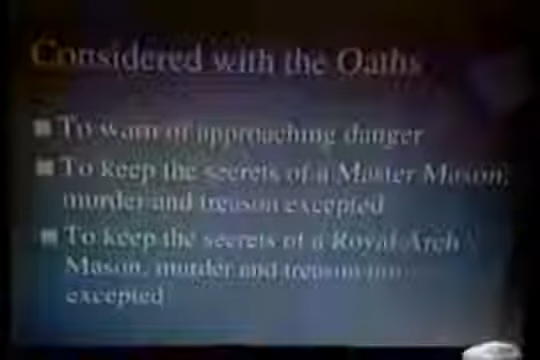 Considered with the Oaths
To warn of approaching danger
To keep the secrets of a Master Mason,
murder and treason excepted
To keep the secrets of a Royal Arch
Mason, murder and treason
excepted